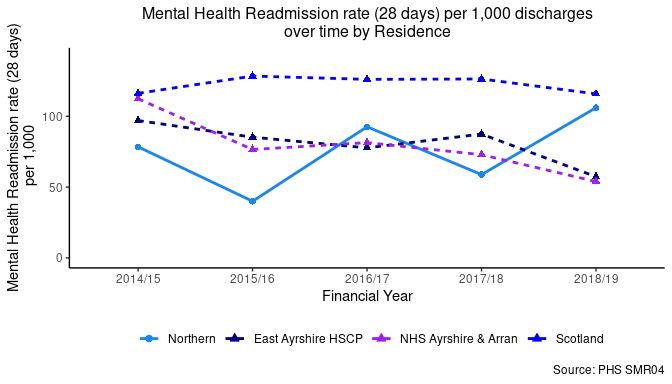 Mental Health Readmission rate (28 days) per 1,000 discharges
over time by Residence
Mental Health Readmission rate (28 days)
per 1,000
100
50
0
2014/15 2015/16 2016/17 2017/18 2018/19
Financial Year
Northern East Ayrshire HSCP NHS Ayrshire & Arran Scotland
Source: PHS SMR04